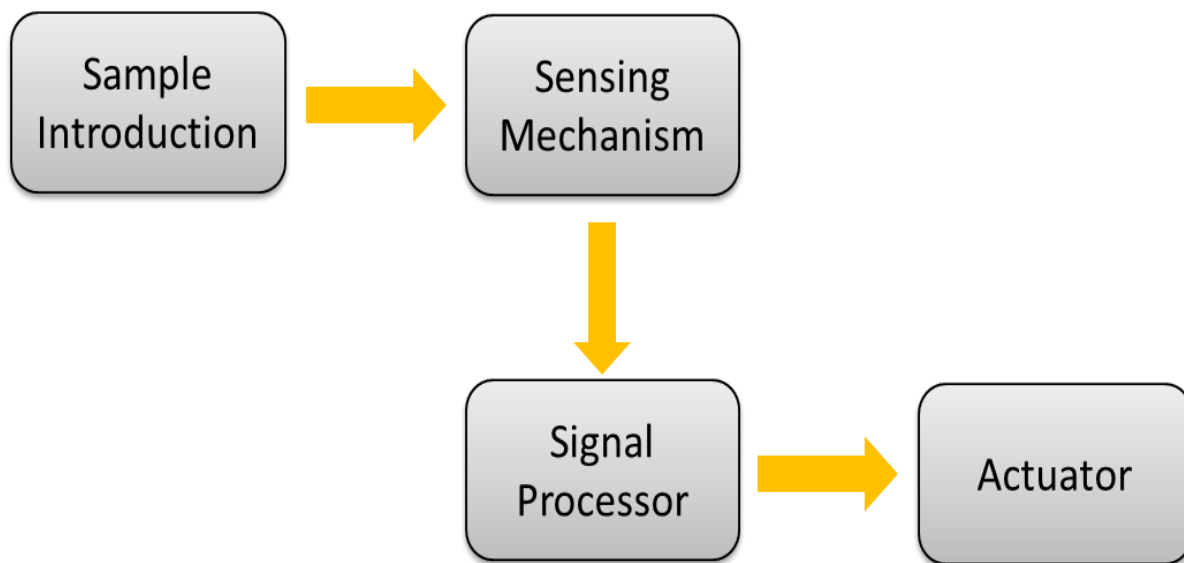 Sample
Introduction
Sensing
Mechanism
Signal
Processor
Actuator